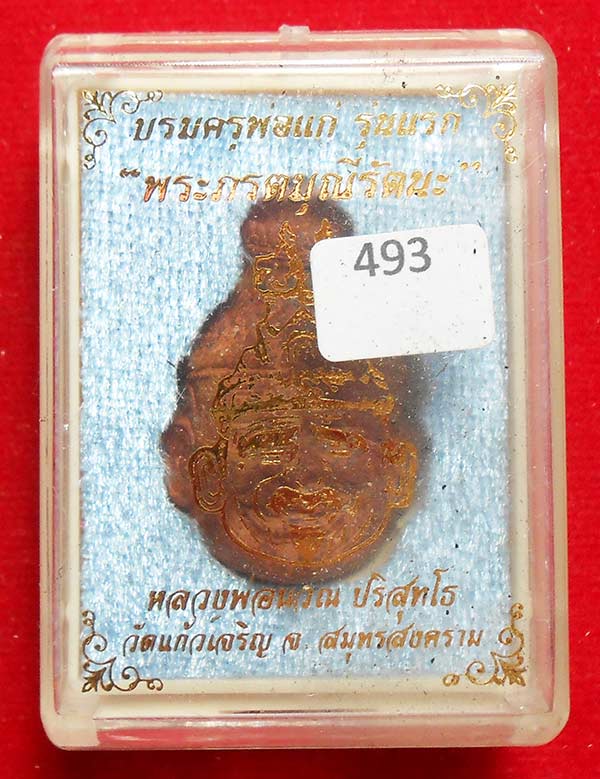 บรมครูพ่อแก่ รุ่นแรก
“พระภรตมุณีรัตนะ”
493
หลวงพ่อนวิณ ปริสุทโธ
วัดแก้วเจริญ จ. สมุทรสงคราม